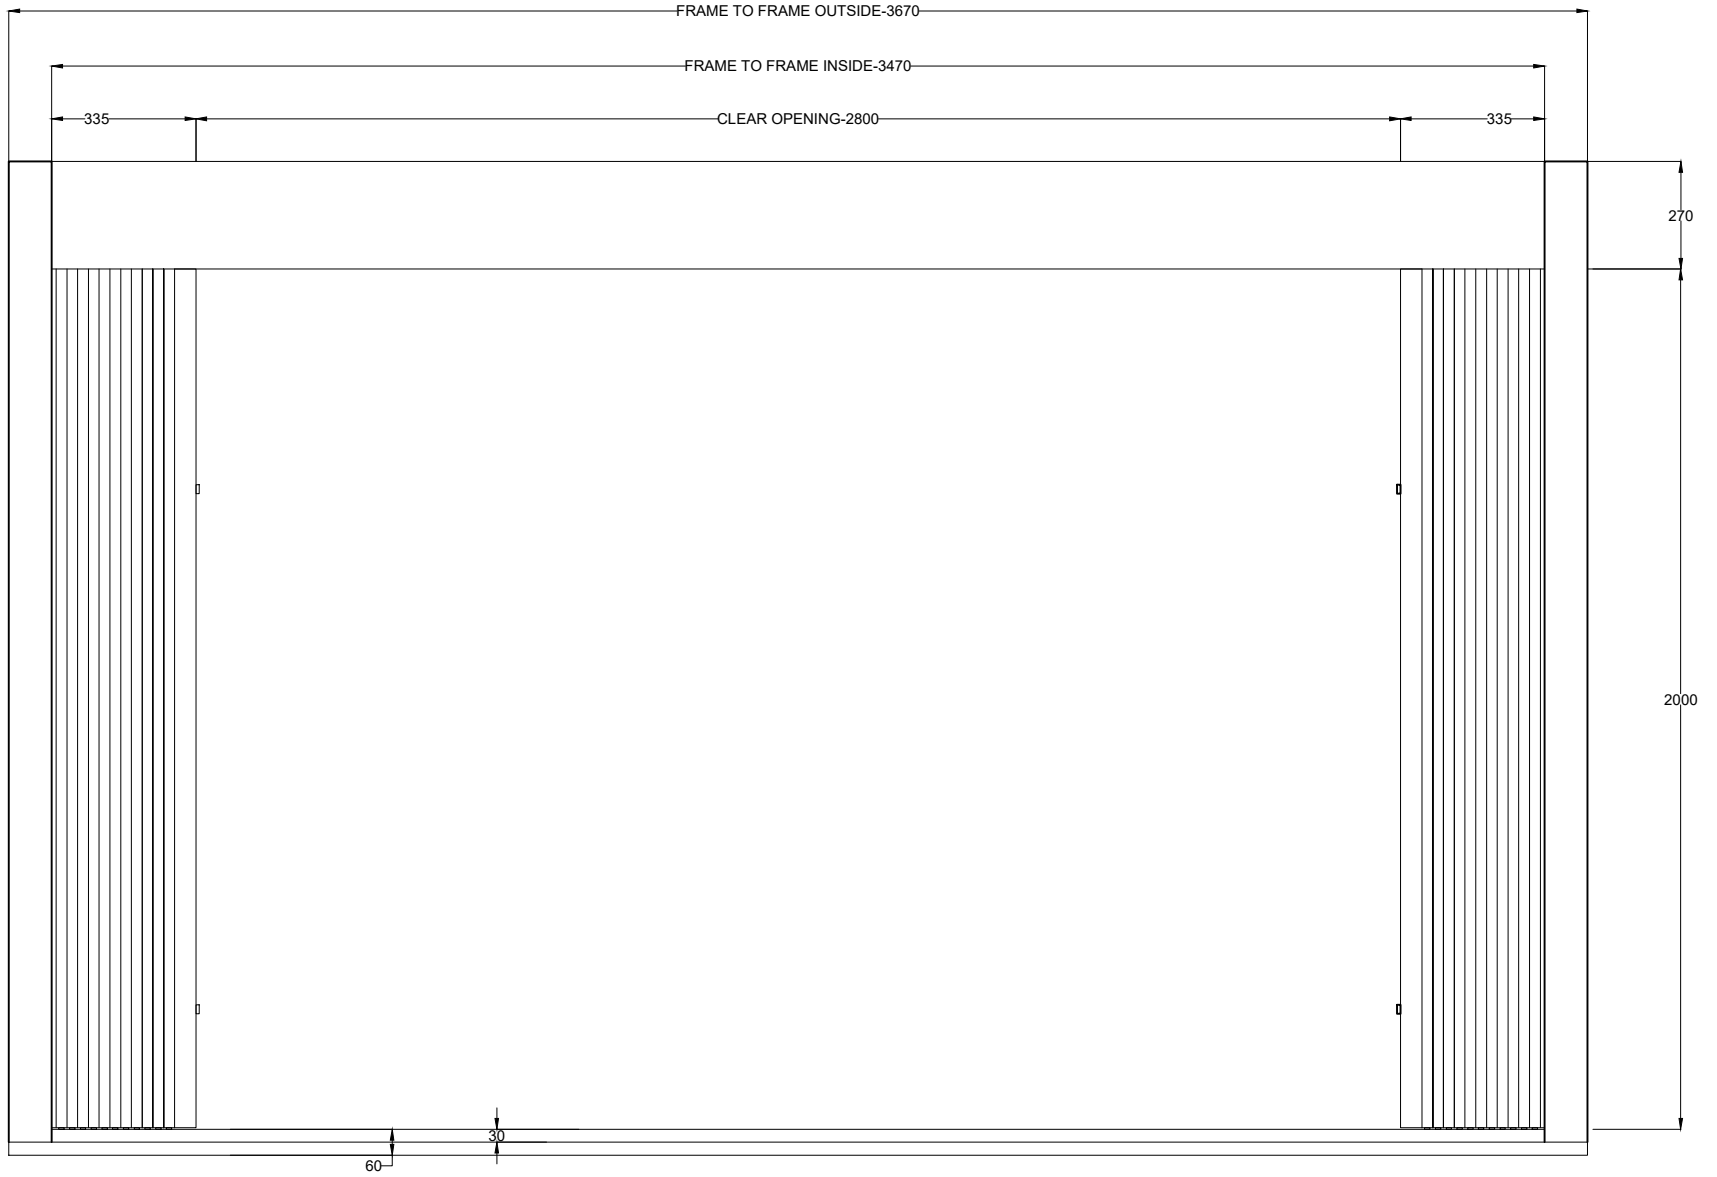 FRAME TO FRAME OUTSIDE-3670
FRAME TO FRAME INSIDE-3470
335
CLEAR OPENING-2800
335
270
2000
30
60